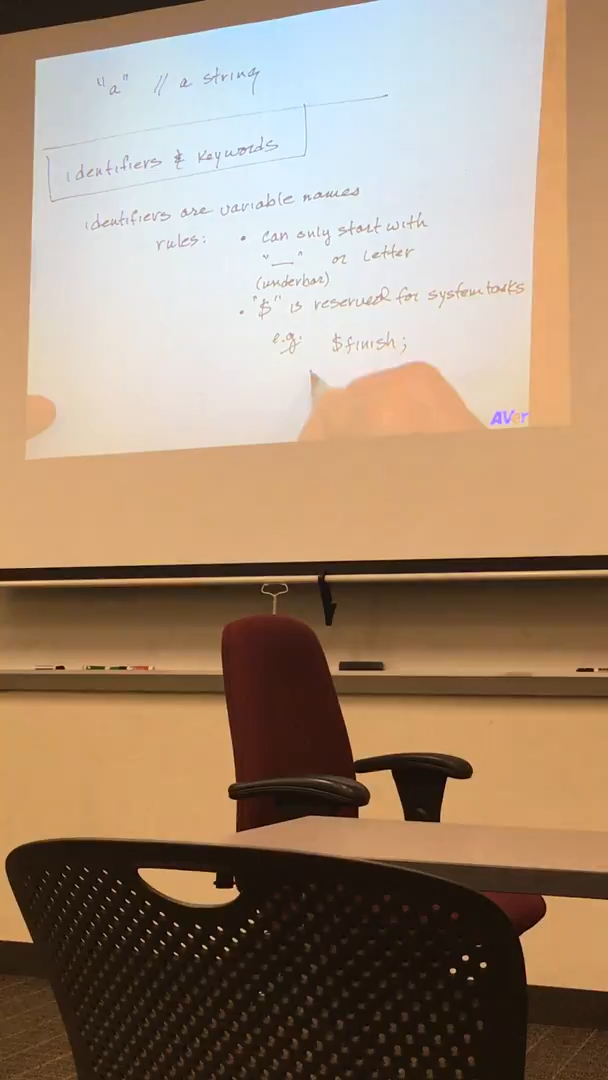 "a" // a string
identifiers & keywords
identifiers are variable names
rules: • can only start with
"_" or letter
(underbar)
• "$" is reserved for system tasks
e.g. $finish;
AVer